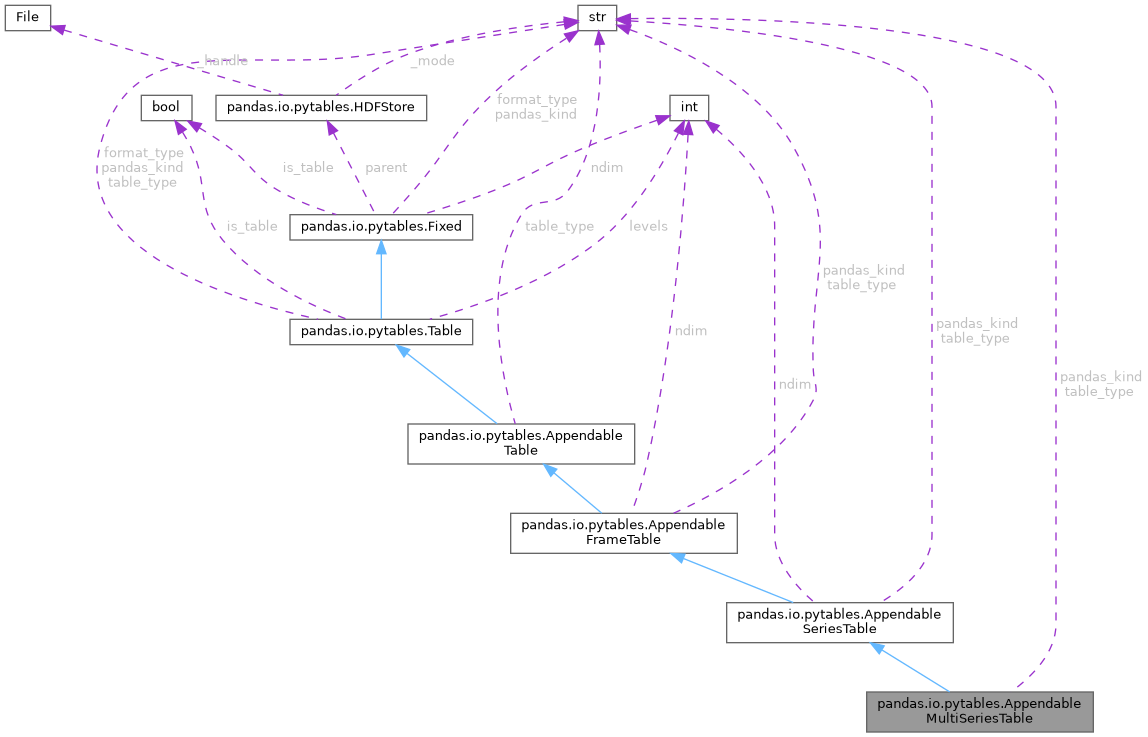 File
str
_handle
_mode
bool
pandas.io.pytables.HDFStore
format_type
pandas_kind
int
format_type
pandas_kind
table_type
is_table
parent
ndim
is_table
pandas.io.pytables.Fixed
table_type
levels
pandas_kind
table_type
pandas.io.pytables.Table
ndim
pandas_kind
table_type
ndim
pandas_kind
table_type
pandas.io.pytables.Appendable
Table
pandas.io.pytables.Appendable
FrameTable
pandas.io.pytables.Appendable
SeriesTable
pandas.io.pytables.Appendable
MultiSeriesTable